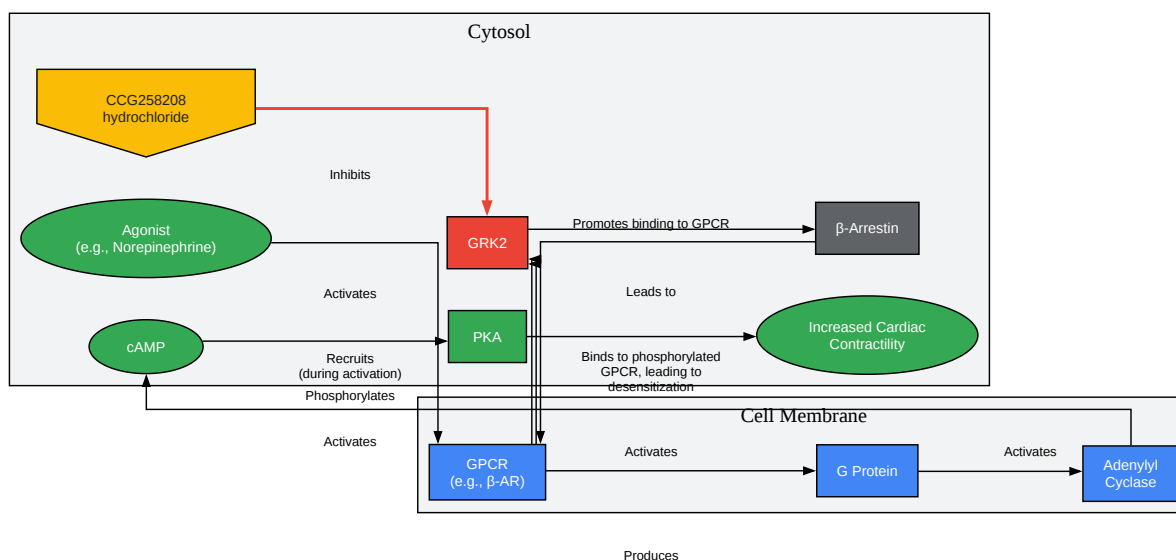 Cytosol
CCG258208
hydrochloride
Inhibits
Agonist
(e.g., Norepinephrine)
GRK2
Promotes binding to GPCR
β-Arrestin
Activates
Leads to
cAMP
PKA
Increased Cardiac
Contractility
Recruits
(during activation)
Binds to phosphorylated
GPCR, leading to
desensitization
Phosphorylates
Cell Membrane
Activates
GPCR
(e.g., β-AR)
Activates
G Protein
Activates
Adenylyl
Cyclase
Produces